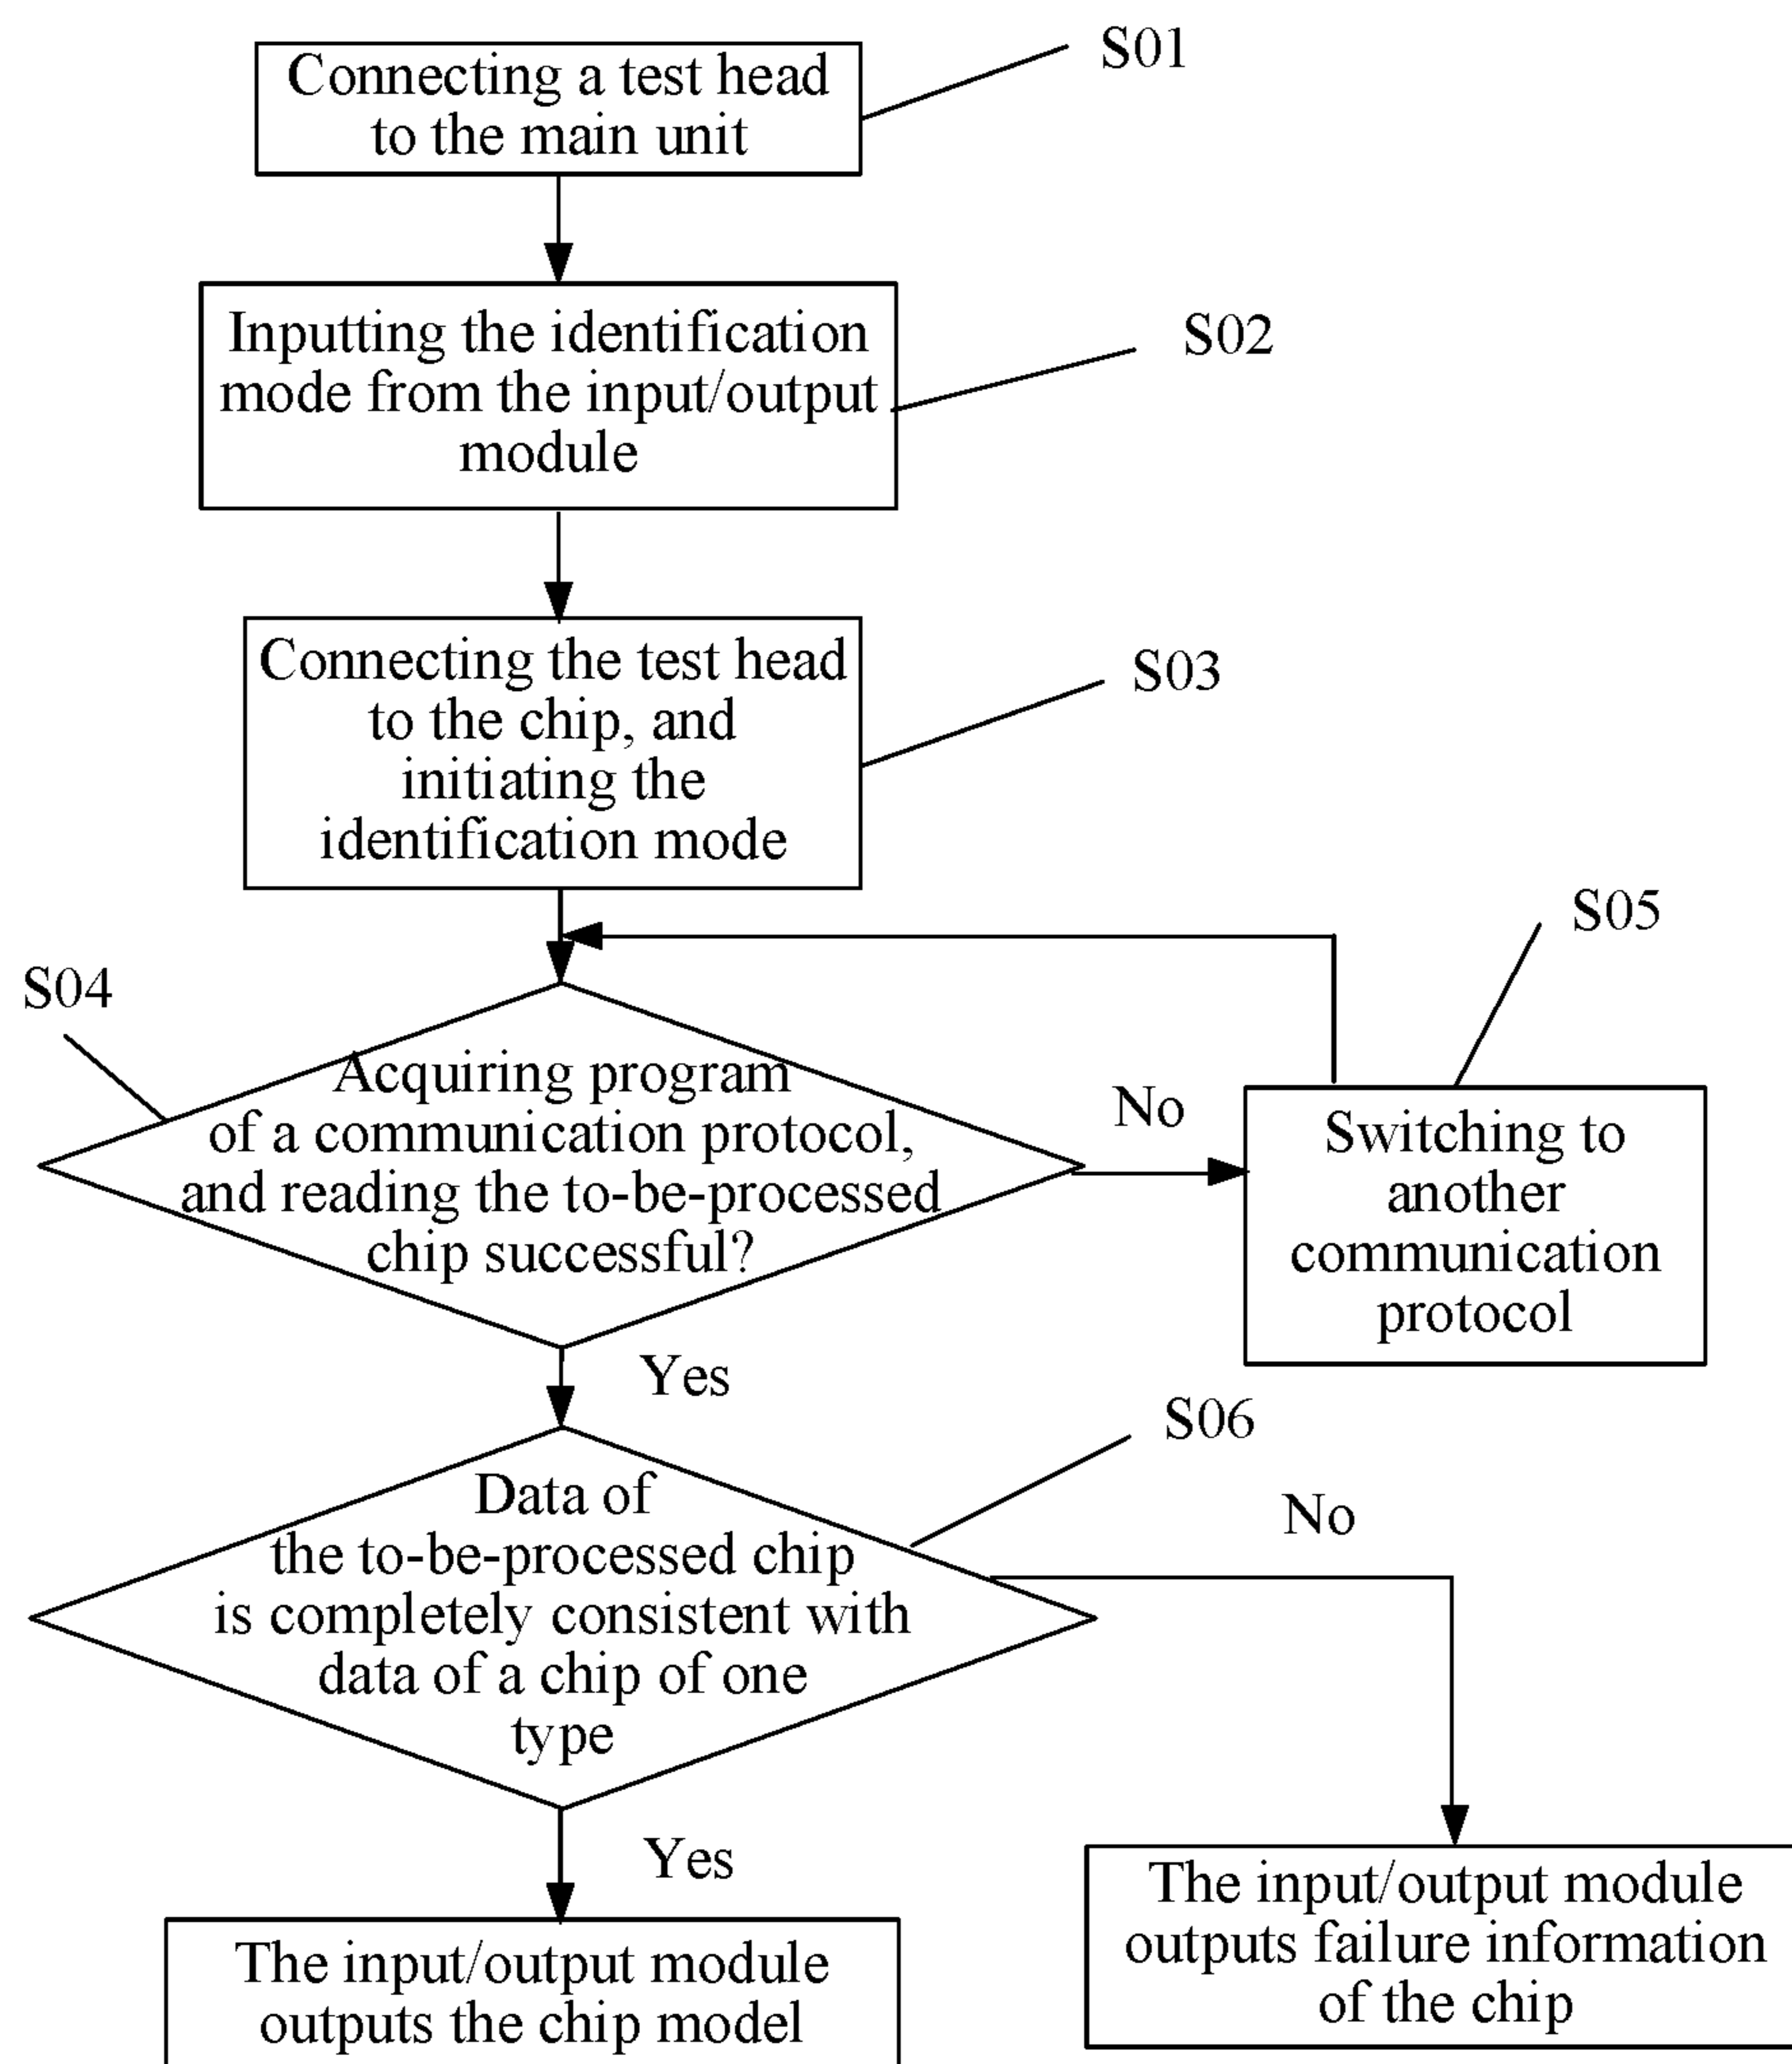 Connecting a test head
to the main unit
S01
Inputting the identification
mode from the input/output
module
S02
Connecting the test head
to the chip, and
initiating the
identification mode
S03
S05
S04
Acquiring program
of a communication protocol,
and reading the to-be-processed
chip successful?
No
Switching to
another
communication
protocol
Yes
S06
Data of
the to-be-processed chip
is completely consistent with
data of a chip of one
type
No
Yes
The input/output module
outputs failure information
of the chip
The input/output module
outputs the chip model